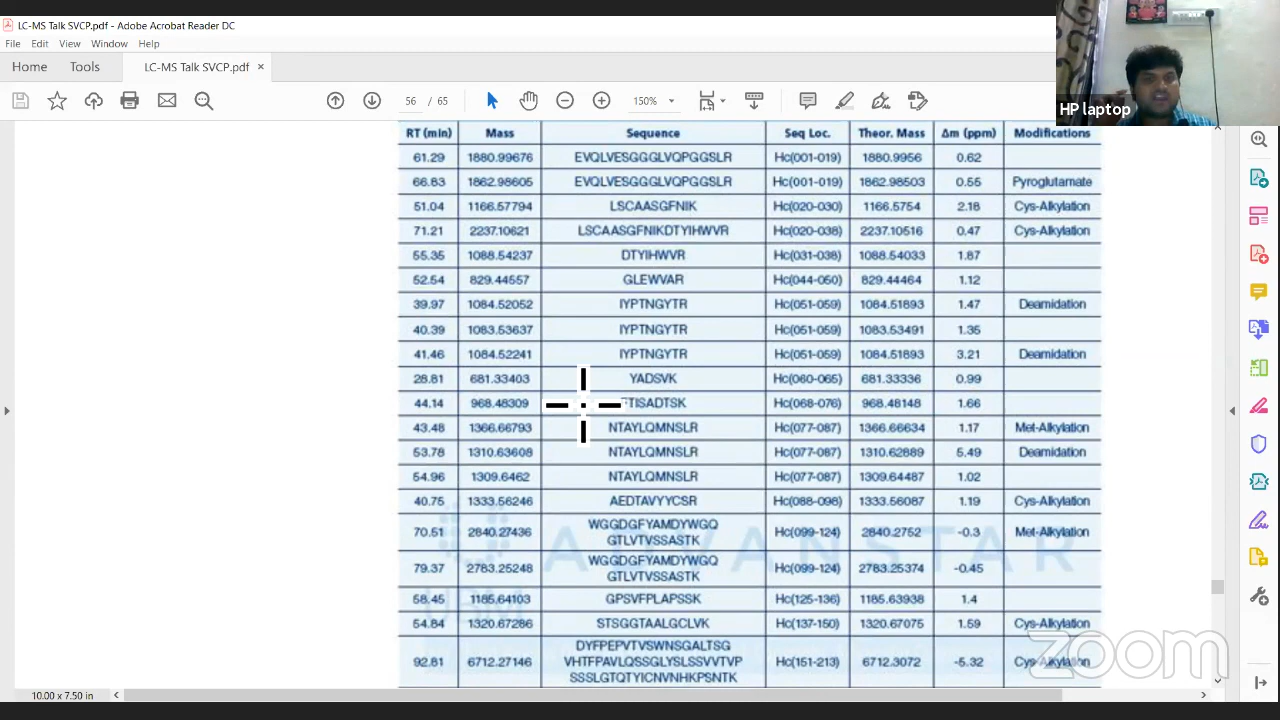 LC-MS Talk SVCP.pdf - Adobe Acrobat Reader DC
File Edit View Window Help
Home Tools LC-MS Talk SVCP.pdf ×
56 / 65 150%
HP laptop
RT (min) Mass Sequence Seq Loc. Theor. Mass Δm (ppm) Modifications
61.29 1880.99676 EVQLVESGGGLVQPGGSLR Hc(001-019) 1880.9956 0.62
66.83 1862.98605 EVQLVESGGGLVQPGGSLR Hc(001-019) 1862.98503 0.55 Pyroglutamate
51.04 1166.57794 LSCAASGFNIK Hc(020-030) 1166.5754 2.18 Cys-Alkylation
71.21 2237.10621 LSCAASGFNIKDTYIHWVR Hc(020-038) 2237.10516 0.47 Cys-Alkylation
55.35 1088.54237 DTYIHWVR Hc(031-038) 1088.54033 1.87
52.54 829.44557 GLEWVAR Hc(044-050) 829.44464 1.12
39.97 1084.52052 IYPTNGYTR Hc(051-059) 1084.51893 1.47 Deamidation
40.39 1083.53637 IYPTNGYTR Hc(051-059) 1083.53491 1.35
41.46 1084.52241 IYPTNGYTR Hc(051-059) 1084.51893 3.21 Deamidation
28.81 681.33403 YADSVK Hc(060-065) 681.33336 0.99
44.14 968.48309 TISADTSK Hc(068-076) 968.48148 1.66
43.48 1366.66793 NTAYLQMNSLR Hc(077-087) 1366.66634 1.17 Met-Alkylation
53.78 1310.63608 NTAYLQMNSLR Hc(077-087) 1310.62889 5.49 Deamidation
54.96 1309.6462 NTAYLQMNSLR Hc(077-087) 1309.64487 1.02
40.75 1333.56246 AEDTAVYYCSR Hc(088-098) 1333.56087 1.19 Cys-Alkylation
70.51 2840.27436 WGGDGFYAMDYWGQ Hc(099-124) 2840.2752 -0.3 Met-Alkylation
GTLVTVSSASTK
79.37 2783.25248 WGGDGFYAMDYWGQ Hc(099-124) 2783.25374 -0.45
GTLVTVSSASTK
58.45 1185.64103 GPSVFPLAPSSK Hc(125-136) 1185.63938 1.4
54.84 1320.67286 STSGGTAALGCLVK Hc(137-150) 1320.67075 1.59 Cys-Alkylation
92.81 6712.27146 DYFPEPVTVSWNSGALTSG Hc(151-213) 6712.3072 -5.32 Cys-Alkylation
VHTFPAVLQSSGLYSLSSVVTVP
SSSLGTQTYICNVNHKPSNTK
ADVANSTAR
UBM
zoom
10.00 x 7.50 in